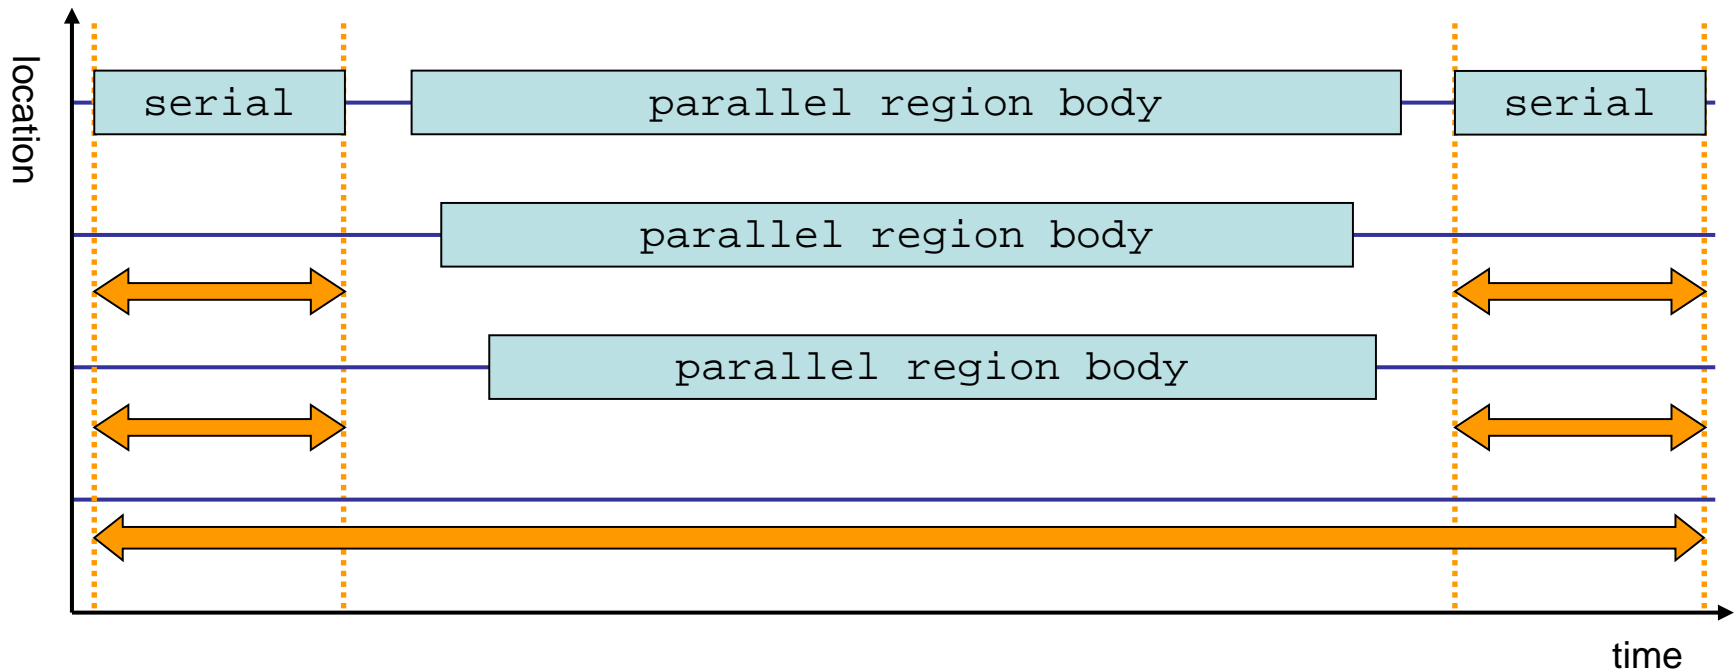 location
serial
parallel region body
serial
parallel region body
parallel region body
time